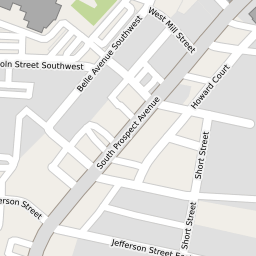 West Mill Street
Belle Avenue Southwest
oln Street Southwest
Howard Court
South Prospect Avenue
Short Street
Short Street
erson Street
Jefferson Street Ea